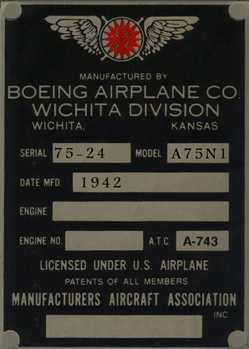 MANUFACTURED BY
BOEING AIRPLANE CO.
WICHITA DIVISION
WICHITA, KANSAS
SERIAL 75-24 MODEL A75N1
DATE MFD. 1942
ENGINE
ENGINE NO. A.T.C. A-743
LICENSED UNDER U.S. AIRPLANE
PATENTS OF ALL MEMBERS
MANUFACTURERS AIRCRAFT ASSOCIATION
INC